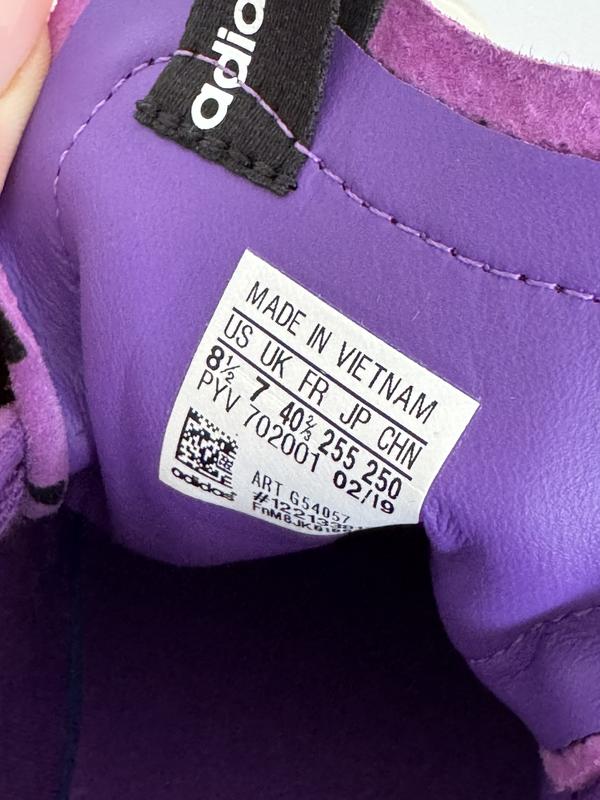 adida
MADE IN VIETNAM
US UK FR JP CHN
8½ 7 40⅔ 255 250
PYV 702001 02/19
adidas
ART G54057